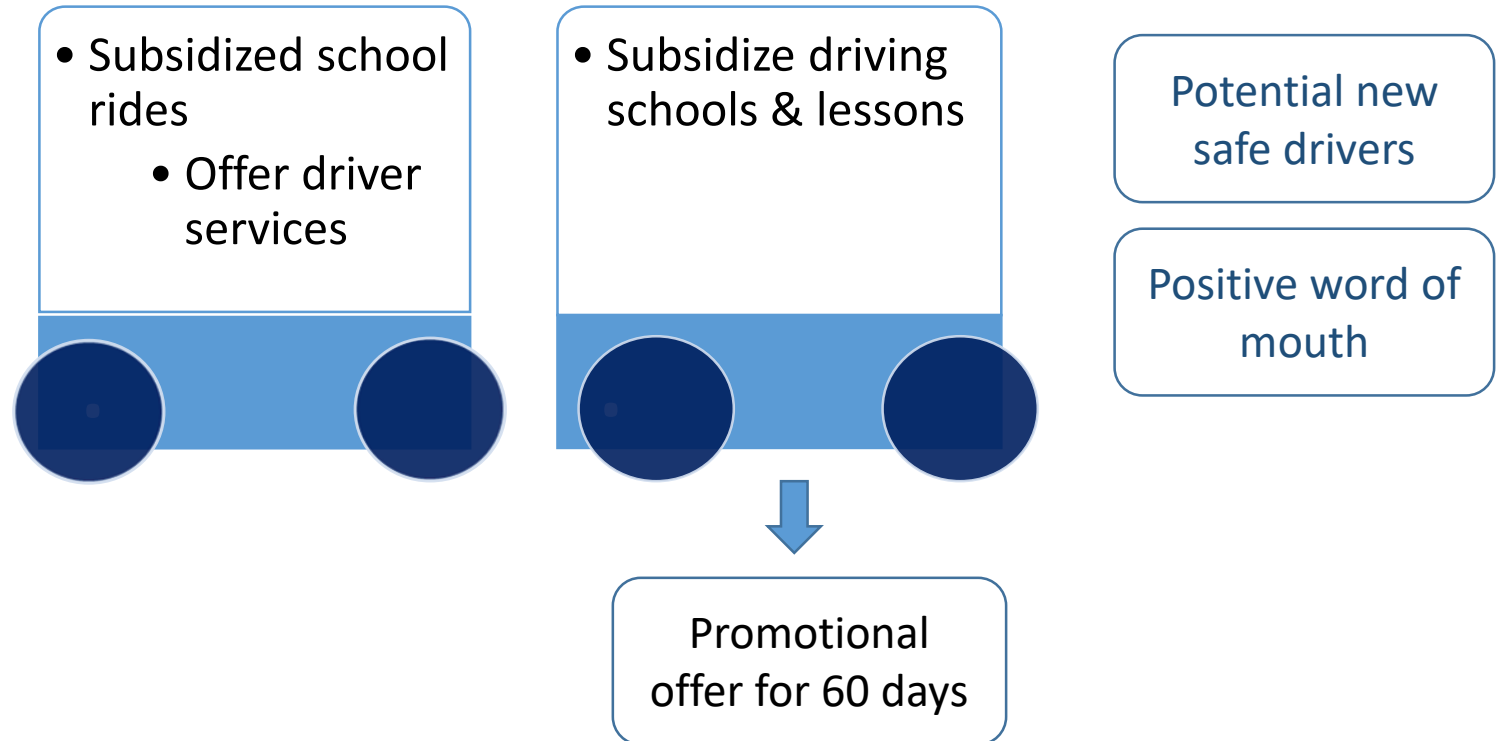 • Subsidized school
rides
• Offer driver
services
• Subsidize driving
schools & lessons
Potential new
safe drivers
Positive word of
mouth
Promotional
offer for 60 days